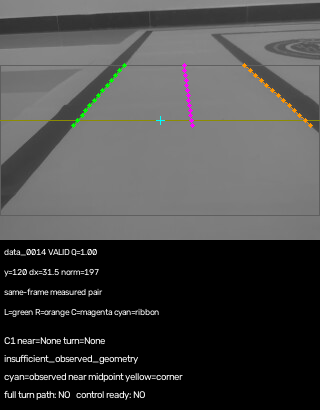 data_0014 VALID Q=1.00
y=120 dx=31.5 norm=197
same-frame measured pair
L=green R=orange C=magenta cyan=ribbon
C1 near=None turn=None
insufficient_observed_geometry
cyan=observed near midpoint yellow=corner
full turn path: NO control ready: NO